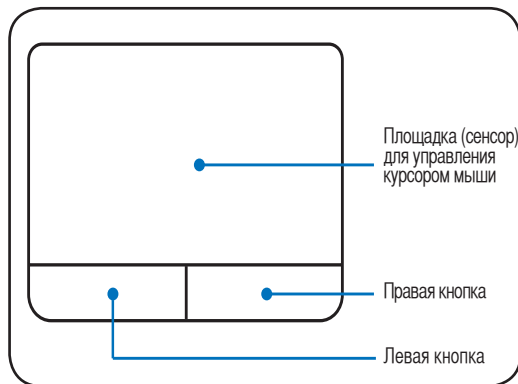 Площадка (сенсор)
для управления
курсором мыши
Правая кнопка
Левая кнопка